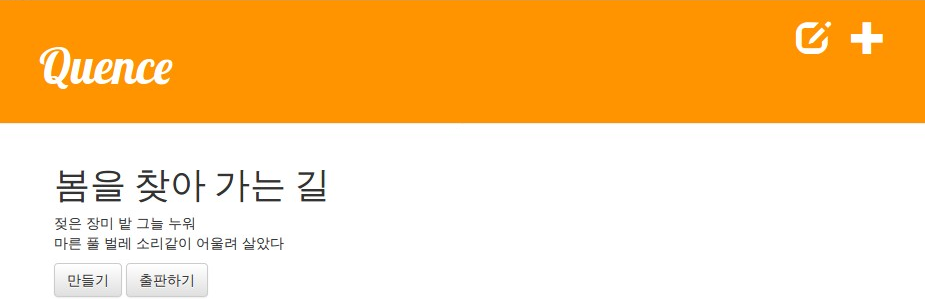 Quence
봄을 찾아 가는 길
젖은 장미 밭 그늘 누워
마른 풀 벌레 소리같이 어울려 살았다
만들기 출판하기